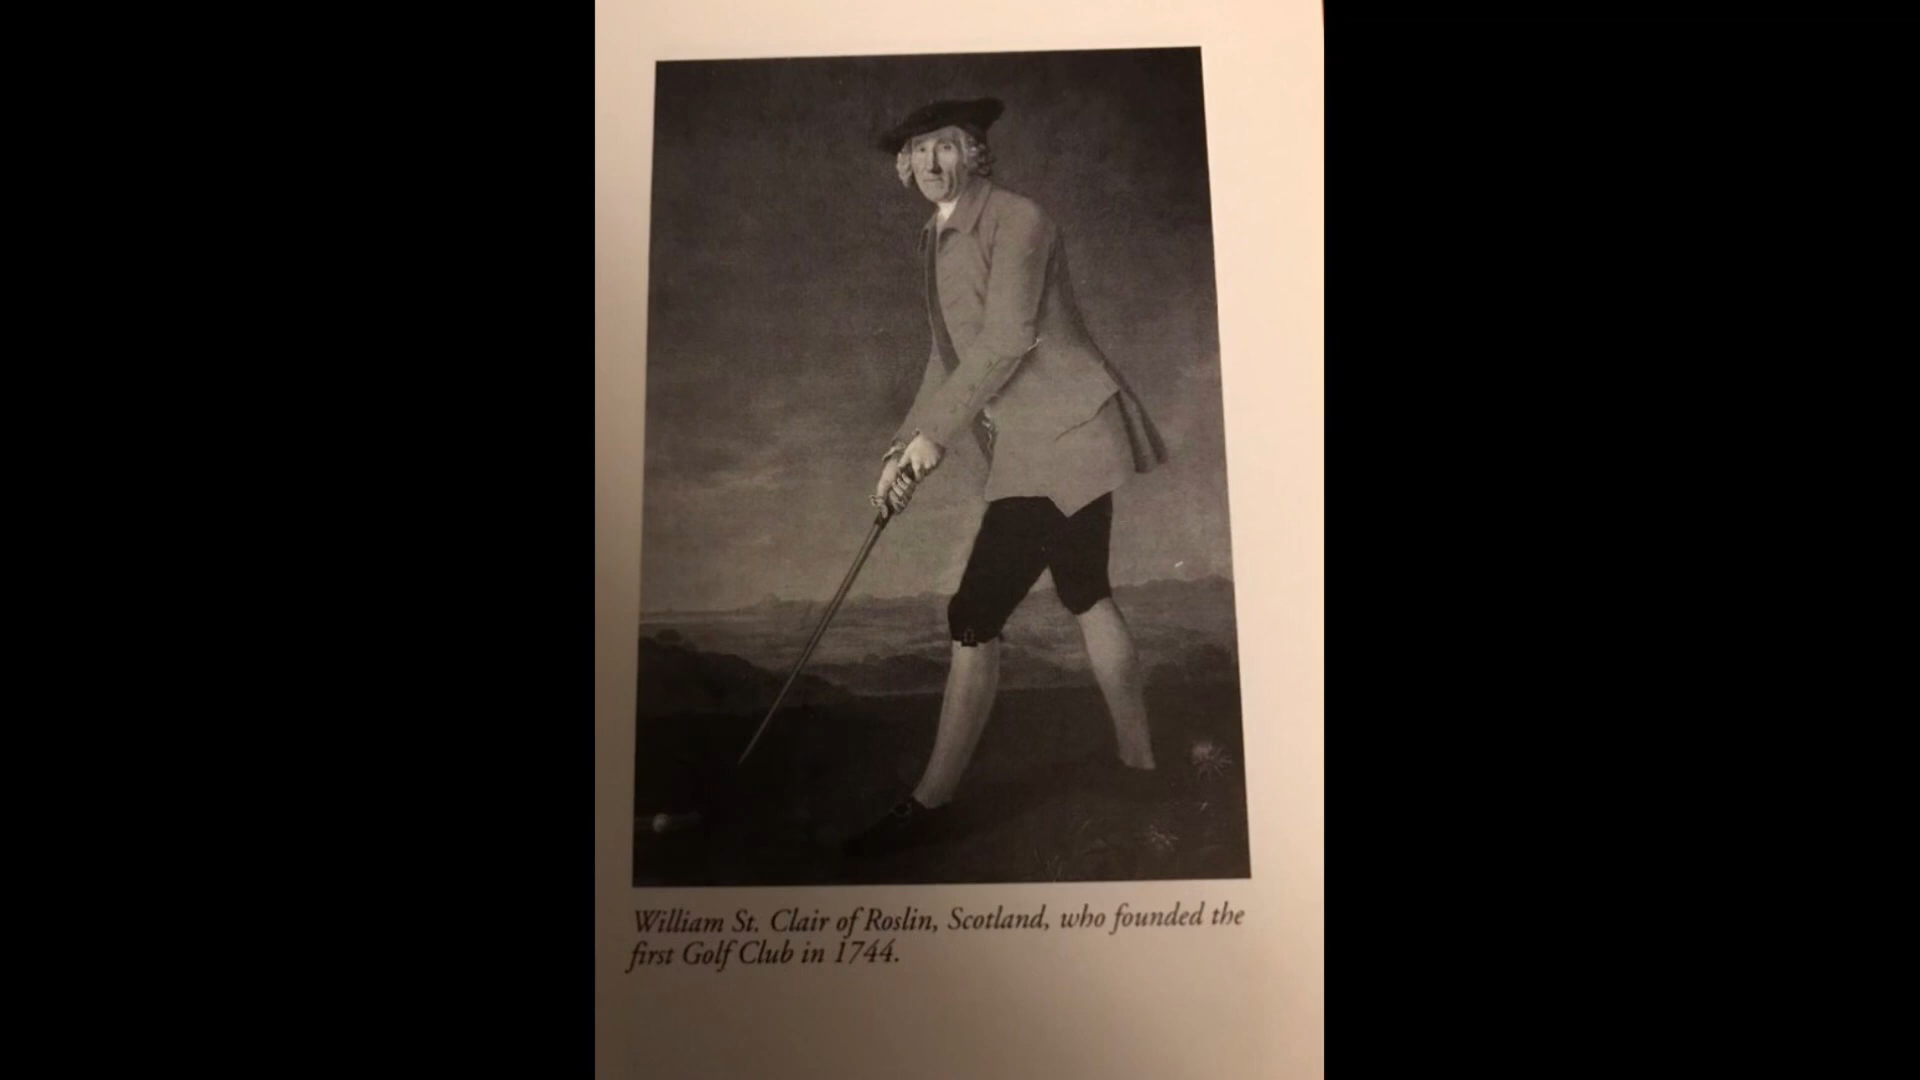 William St. Clair of Roslin, Scotland, who founded the
first Golf Club in 1744.